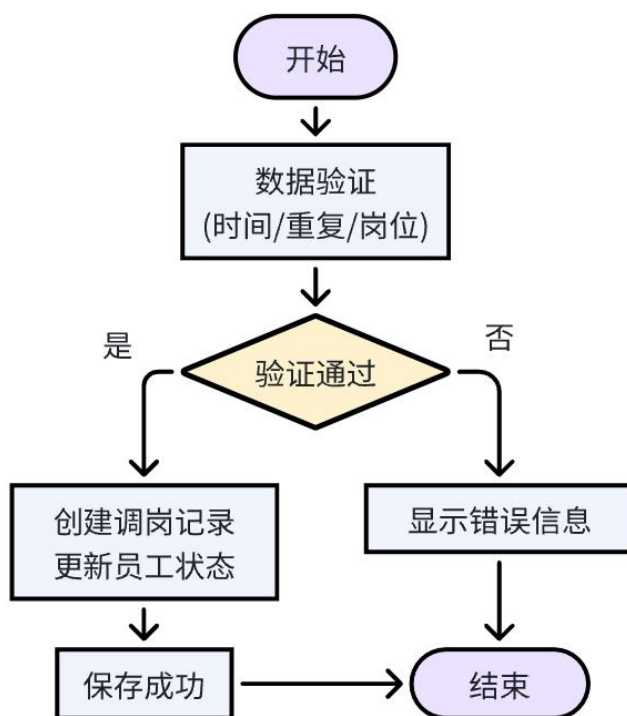 开始
数据验证
(时间/重复/岗位)
是
否
验证通过
创建调岗记录
更新员工状态
显示错误信息
保存成功
结束